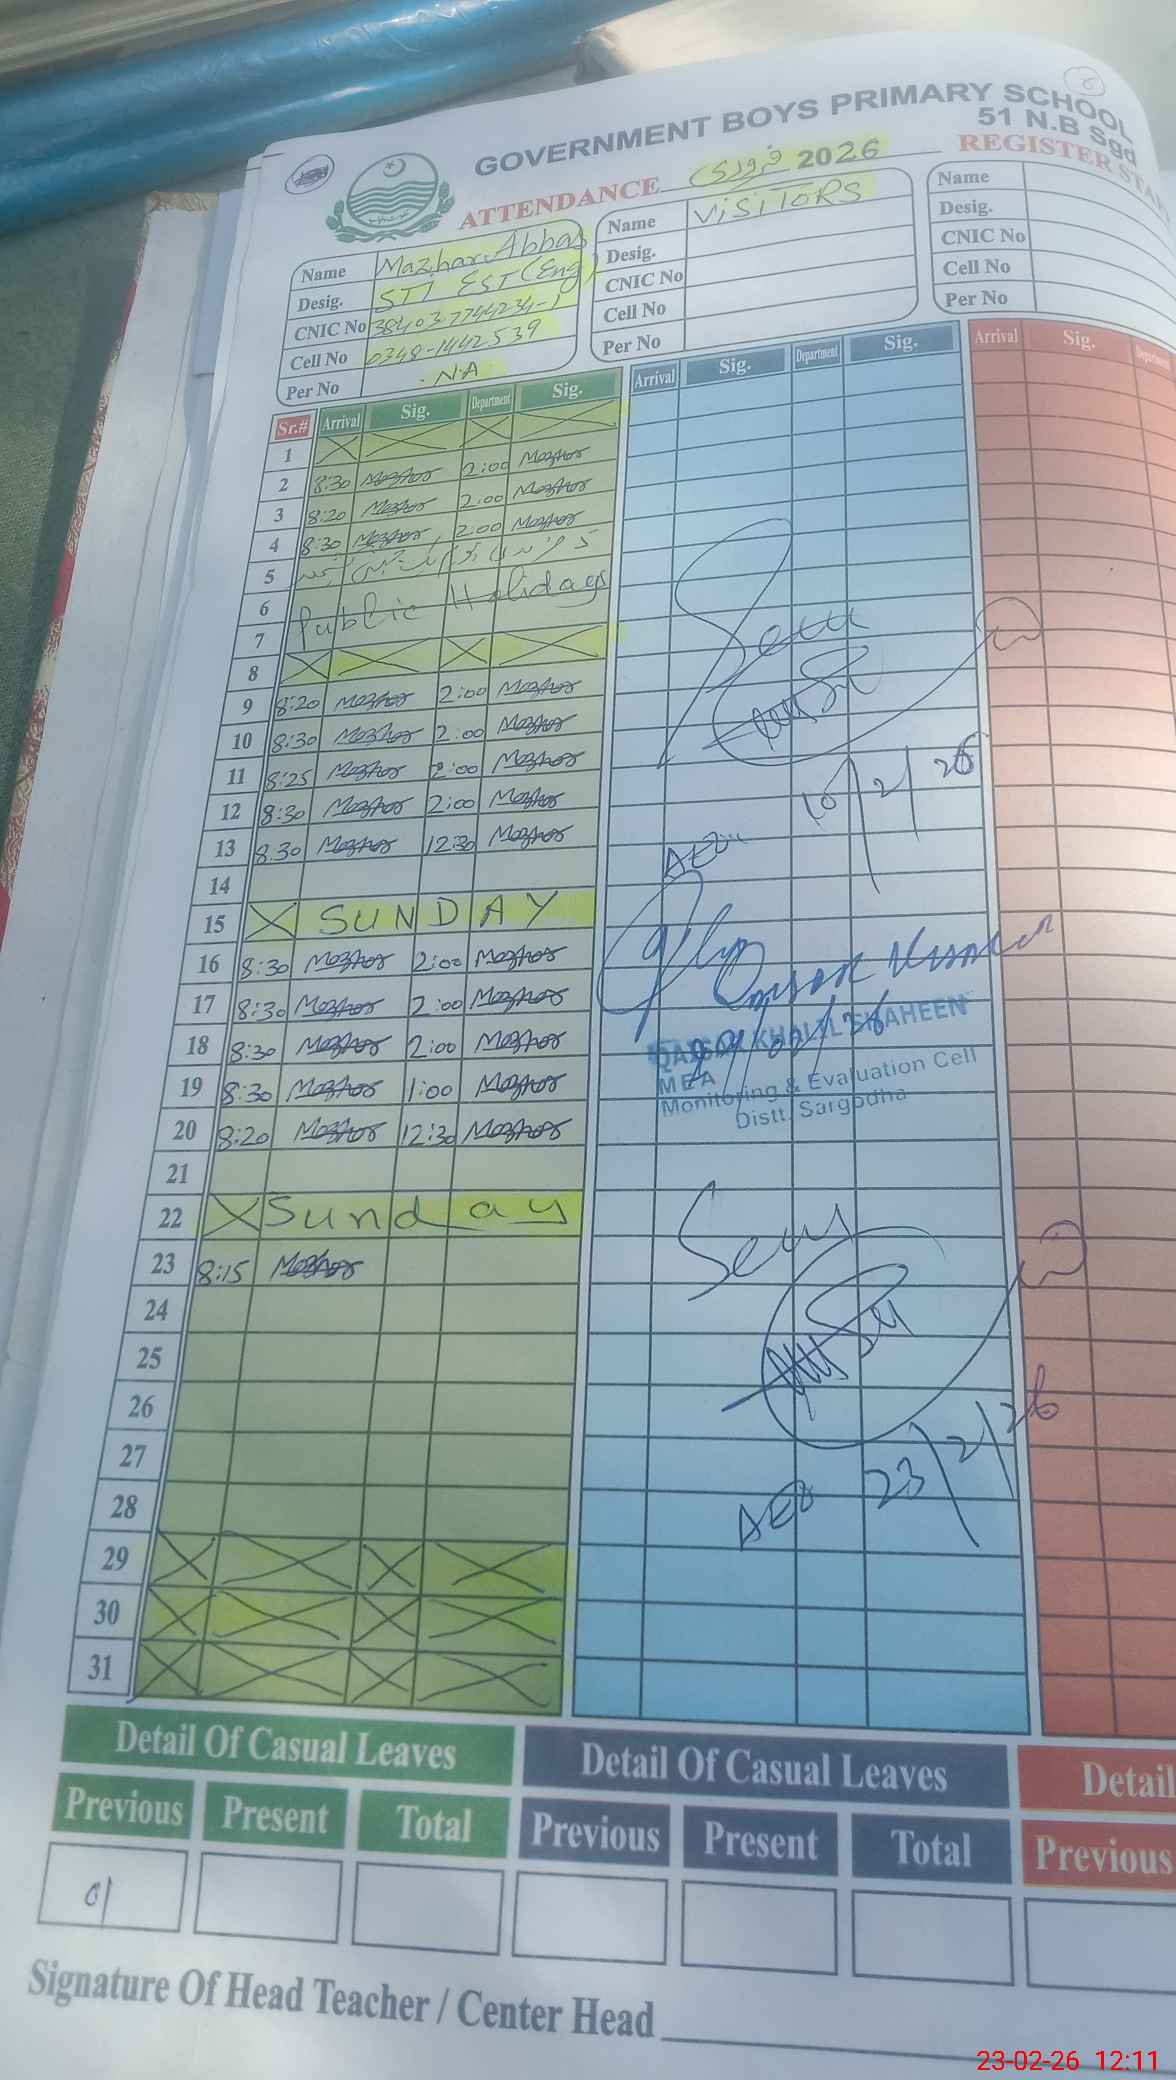 GOVERNMENT BOYS PRIMARY SCHOOL
51 N.B Sgd
ATTENDANCE فروری 2026 REGISTER STA
Name Mazhar Abbas
Desig. STI EST (Eng)
CNIC No 38403-7744234-1
Cell No 0348-1442539
Per No N.A
Name VISITORS
Desig.
CNIC No
Cell No
Per No
Name
Desig.
CNIC No
Cell No
Per No
Sr.# Arrival Sig. Department Sig. Arrival Sig. Department Sig. Arrival Sig. Department
1
2 8:30 Mazhar 2:00 Mazhar
3 8:20 Mazhar 2:00 Mazhar
4 8:30 Mazhar 2:00 Mazhar
5
6 Public Holidays
7
8
9 8:20 Mazhar 2:00 Mazhar
10 8:30 Mazhar 2:00 Mazhar
11 8:25 Mazhar 2:00 Mazhar
12 8:30 Mazhar 2:00 Mazhar
13 8:30 Mazhar 12:30 Mazhar
14
15 SUNDAY
16 8:30 Mazhar 2:00 Mazhar
17 8:30 Mazhar 2:00 Mazhar
18 8:30 Mazhar 2:00 Mazhar
19 8:30 Mazhar 1:00 Mazhar
20 8:20 Mazhar 12:30 Mazhar
21
22 Sunday
23 8:15 Mazhar
24
25
26
27
28
29
30
31
Seen
10/2/26
AEO
KHALIL SHAHEEN
MEA
Monitoring & Evaluation Cell
Distt. Sargodha
Seen
AEO 23/2/26
Detail Of Casual Leaves Detail Of Casual Leaves Detail
Previous Present Total Previous Present Total Previous
01
Signature Of Head Teacher / Center Head
23-02-26 12:11